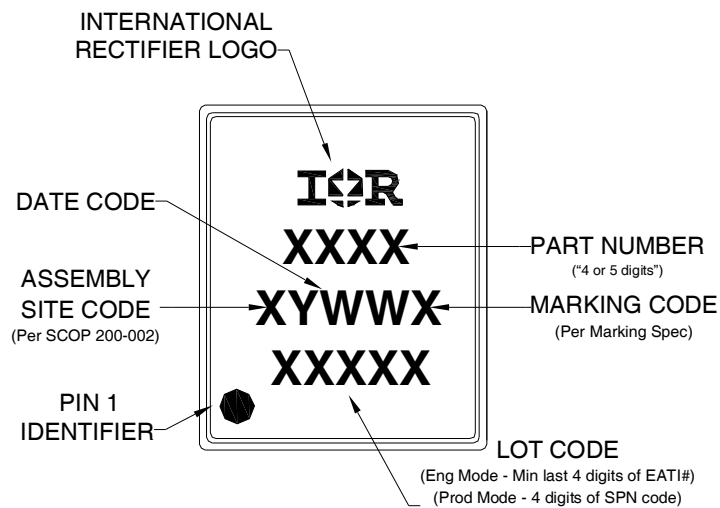 INTERNATIONAL
RECTIFIER LOGO
IOR
DATE CODE
XXXX
PART NUMBER
(“4 or 5 digits”)
ASSEMBLY
SITE CODE
(Per SCOP 200-002)
XYWWX
MARKING CODE
(Per Marking Spec)
XXXXX
PIN 1
IDENTIFIER
LOT CODE
(Eng Mode - Min last 4 digits of EATI#)
(Prod Mode - 4 digits of SPN code)